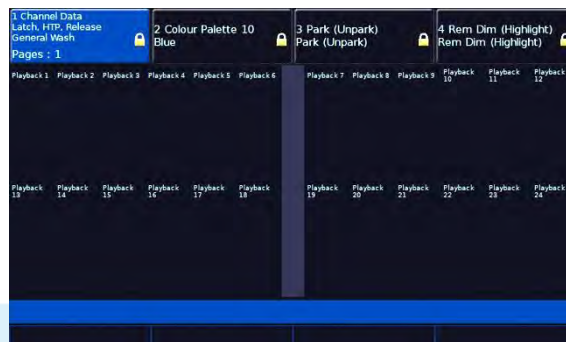 1 Channel Data
Latch, HTP, Release
General Wash
Pages : 1
2 Colour Palette 10
Blue
3 Park (Unpark)
Park (Unpark)
4 Rem Dim (Highlight)
Rem Dim (Highlight)
Playback 1 Playback 2 Playback 3 Playback 4 Playback 5 Playback 6 Playback 7 Playback 8 Playback 9 Playback 10 Playback 11 Playback 12
Playback 13 Playback 14 Playback 15 Playback 16 Playback 17 Playback 18 Playback 19 Playback 20 Playback 21 Playback 22 Playback 23 Playback 24